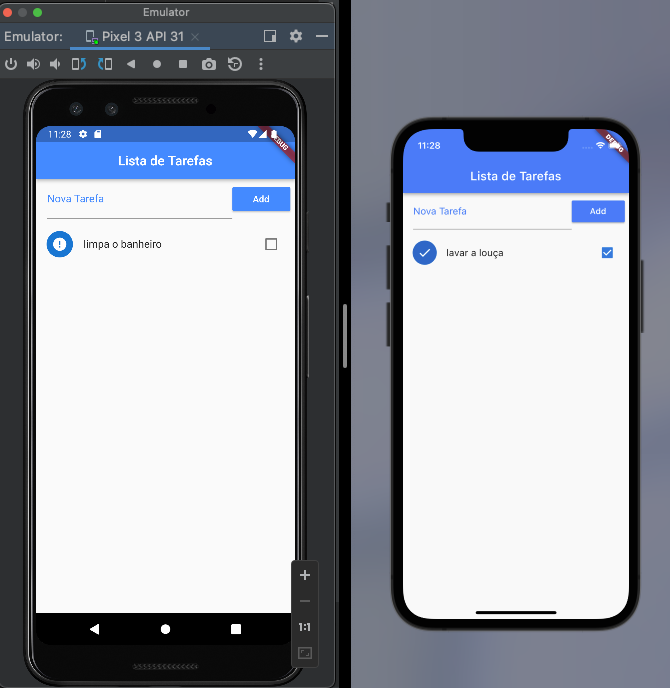 Emulator
Emulator:
Pixel 3 API 31
11:28
DEBUG
Lista de Tarefas
Nova Tarefa
Add
limpa o banheiro
1:1
11:28
DEBUG
Lista de Tarefas
Nova Tarefa
Add
lavar a louça